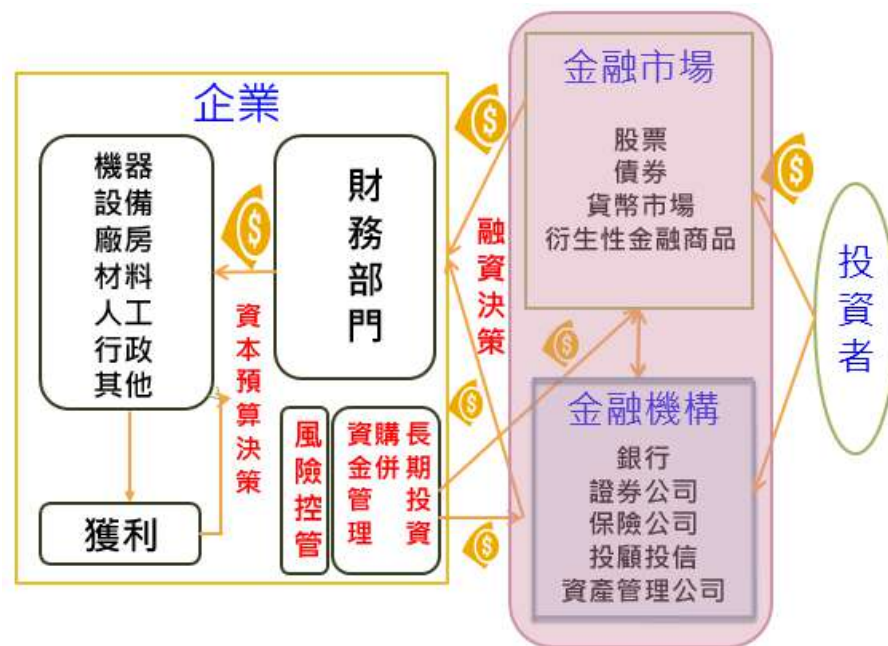 企業
機器
設備
廠房
材料
人工
行政
其他
獲利
財務部門
資本預算決策
風險控管
資金管理
購併
長期投資
融資決策
金融市場
股票
債券
貨幣市場
衍生性金融商品
金融機構
銀行
證券公司
保險公司
投顧投信
資產管理公司
投資者